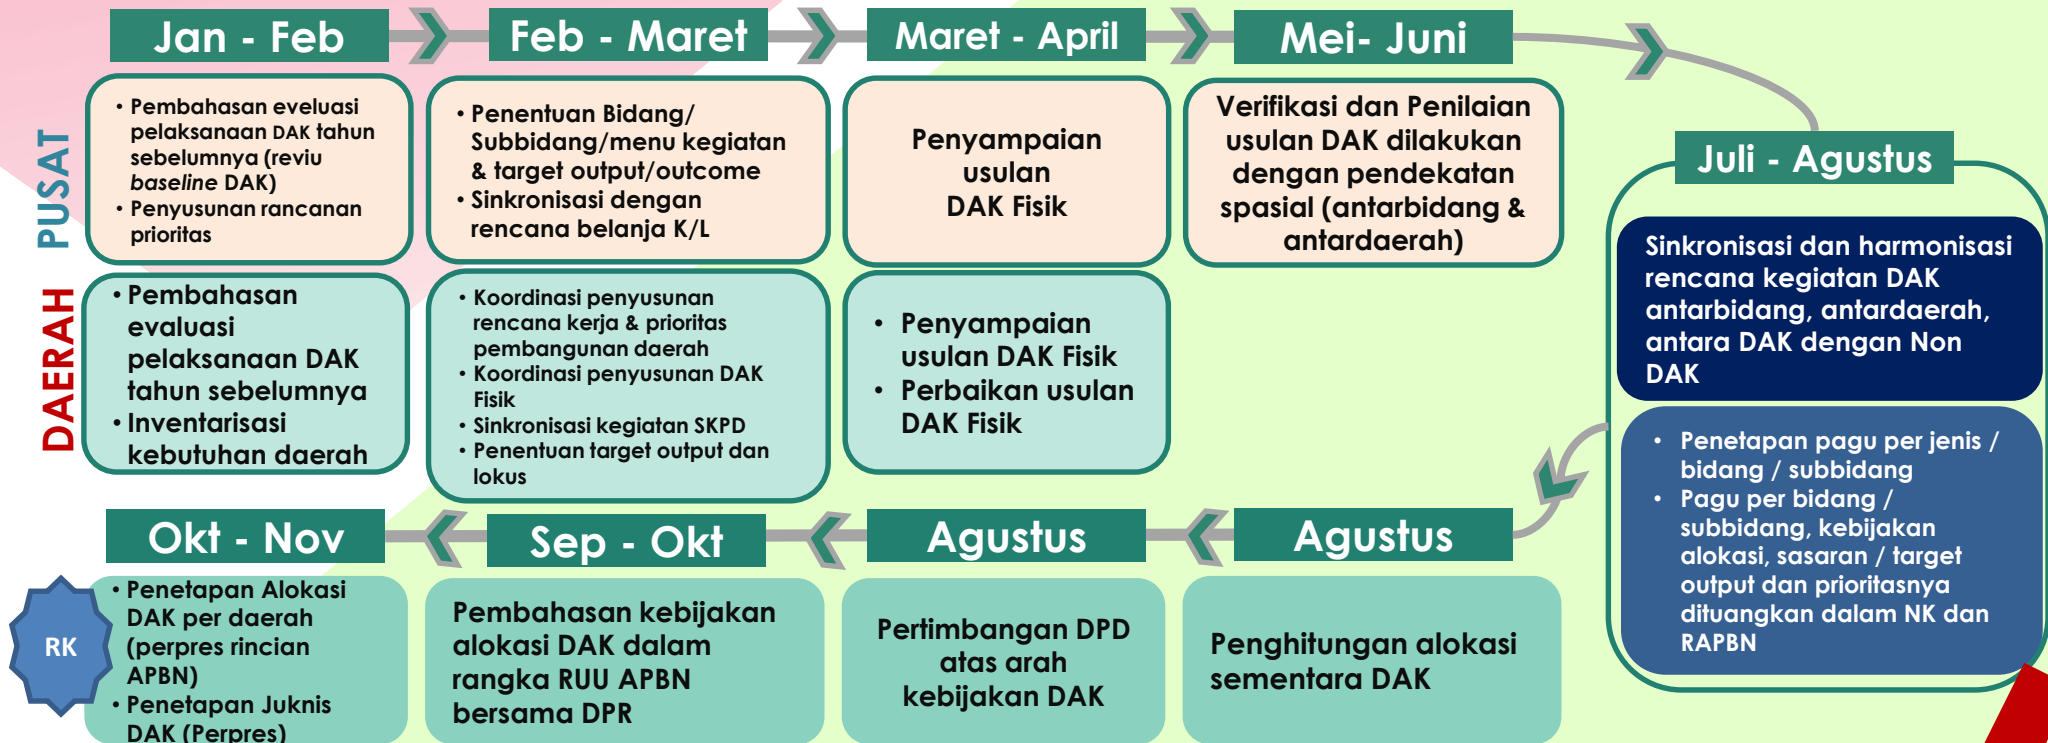 Jan - Feb
Feb - Maret
Maret - April
Mei- Juni
PUSAT
• Pembahasan eveluasi
pelaksanaan DAK tahun
sebelumnya (reviu
baseline DAK)
• Penyusunan rancanan
prioritas
• Penentuan Bidang/
Subbidang/menu kegiatan
& target output/outcome
• Sinkronisasi dengan
rencana belanja K/L
Penyampaian
usulan
DAK Fisik
Verifikasi dan Penilaian
usulan DAK dilakukan
dengan pendekatan
spasial (antarbidang &
antardaerah)
DAERAH
• Pembahasan
evaluasi
pelaksanaan DAK
tahun sebelumnya
• Inventarisasi
kebutuhan daerah
• Koordinasi penyusunan
rencana kerja & prioritas
pembangunan daerah
• Koordinasi penyusunan DAK
Fisik
• Sinkronisasi kegiatan SKPD
• Penentuan target output dan
lokus
• Penyampaian
usulan DAK Fisik
• Perbaikan usulan
DAK Fisik
Juli - Agustus
Sinkronisasi dan harmonisasi
rencana kegiatan DAK
antarbidang, antardaerah,
antara DAK dengan Non
DAK
• Penetapan pagu per jenis /
bidang / subbidang
• Pagu per bidang /
subbidang, kebijakan
alokasi, sasaran / target
output dan prioritasnya
dituangkan dalam NK dan
RAPBN
Agustus
Penghitungan alokasi
sementara DAK
Agustus
Pertimbangan DPD
atas arah
kebijakan DAK
Sep - Okt
Pembahasan kebijakan
alokasi DAK dalam
rangka RUU APBN
bersama DPR
Okt - Nov
• Penetapan Alokasi
DAK per daerah
(perpres rincian
APBN)
• Penetapan Juknis
DAK (Perpres)
RK